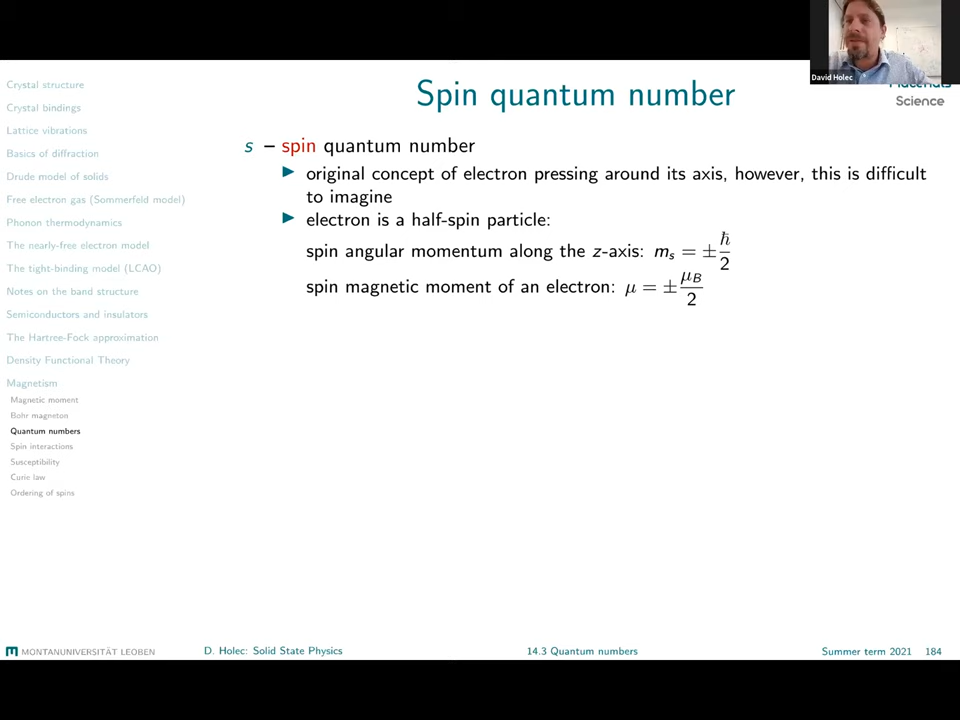 David Holec
Materials
Science
Spin quantum number
Crystal structure
Crystal bindings
Lattice vibrations
Basics of diffraction
Drude model of solids
Free electron gas (Sommerfeld model)
Phonon thermodynamics
The nearly-free electron model
The tight-binding model (LCAO)
Notes on the band structure
Semiconductors and insulators
The Hartree-Fock approximation
Density Functional Theory
Magnetism
Magnetic moment
Bohr magneton
Quantum numbers
Spin interactions
Susceptibility
Curie law
Ordering of spins
s – spin quantum number
▶ original concept of electron pressing around its axis, however, this is difficult
to imagine
▶ electron is a half-spin particle:
spin angular momentum along the z-axis: mₛ = ±ℏ/2
spin magnetic moment of an electron: μ = ±μ_B/2
MONTANUNIVERSITÄT LEOBEN
D. Holec: Solid State Physics
14.3 Quantum numbers
Summer term 2021 184